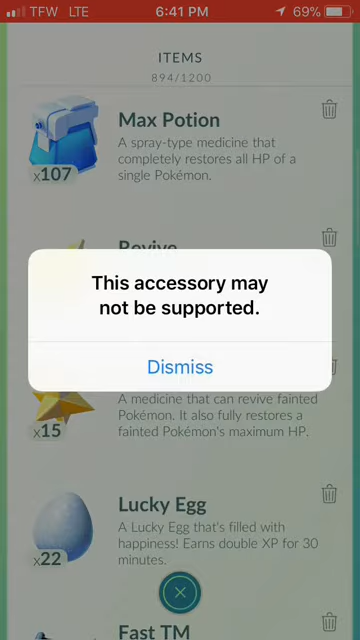 TFW LTE 6:41 PM 69%
ITEMS
894/1200
Max Potion
A spray-type medicine that
completely restores all HP of a
single Pokémon.
x107
Revive
This accessory may
not be supported.
Dismiss
A medicine that can revive fainted
Pokémon. It also fully restores a
fainted Pokémon's maximum HP.
x15
Lucky Egg
A Lucky Egg that's filled with
happiness! Earns double XP for 30
minutes.
x22
Fast TM